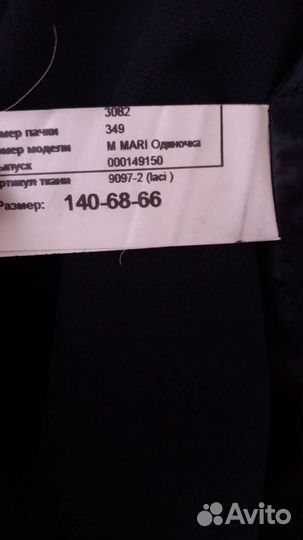 3082
мер пачки 349
омер модели М MARI Одиночка
ыпуск 000149150
ртикул ткани 9097-2 (laci )
Размер: 140-68-66
Avito